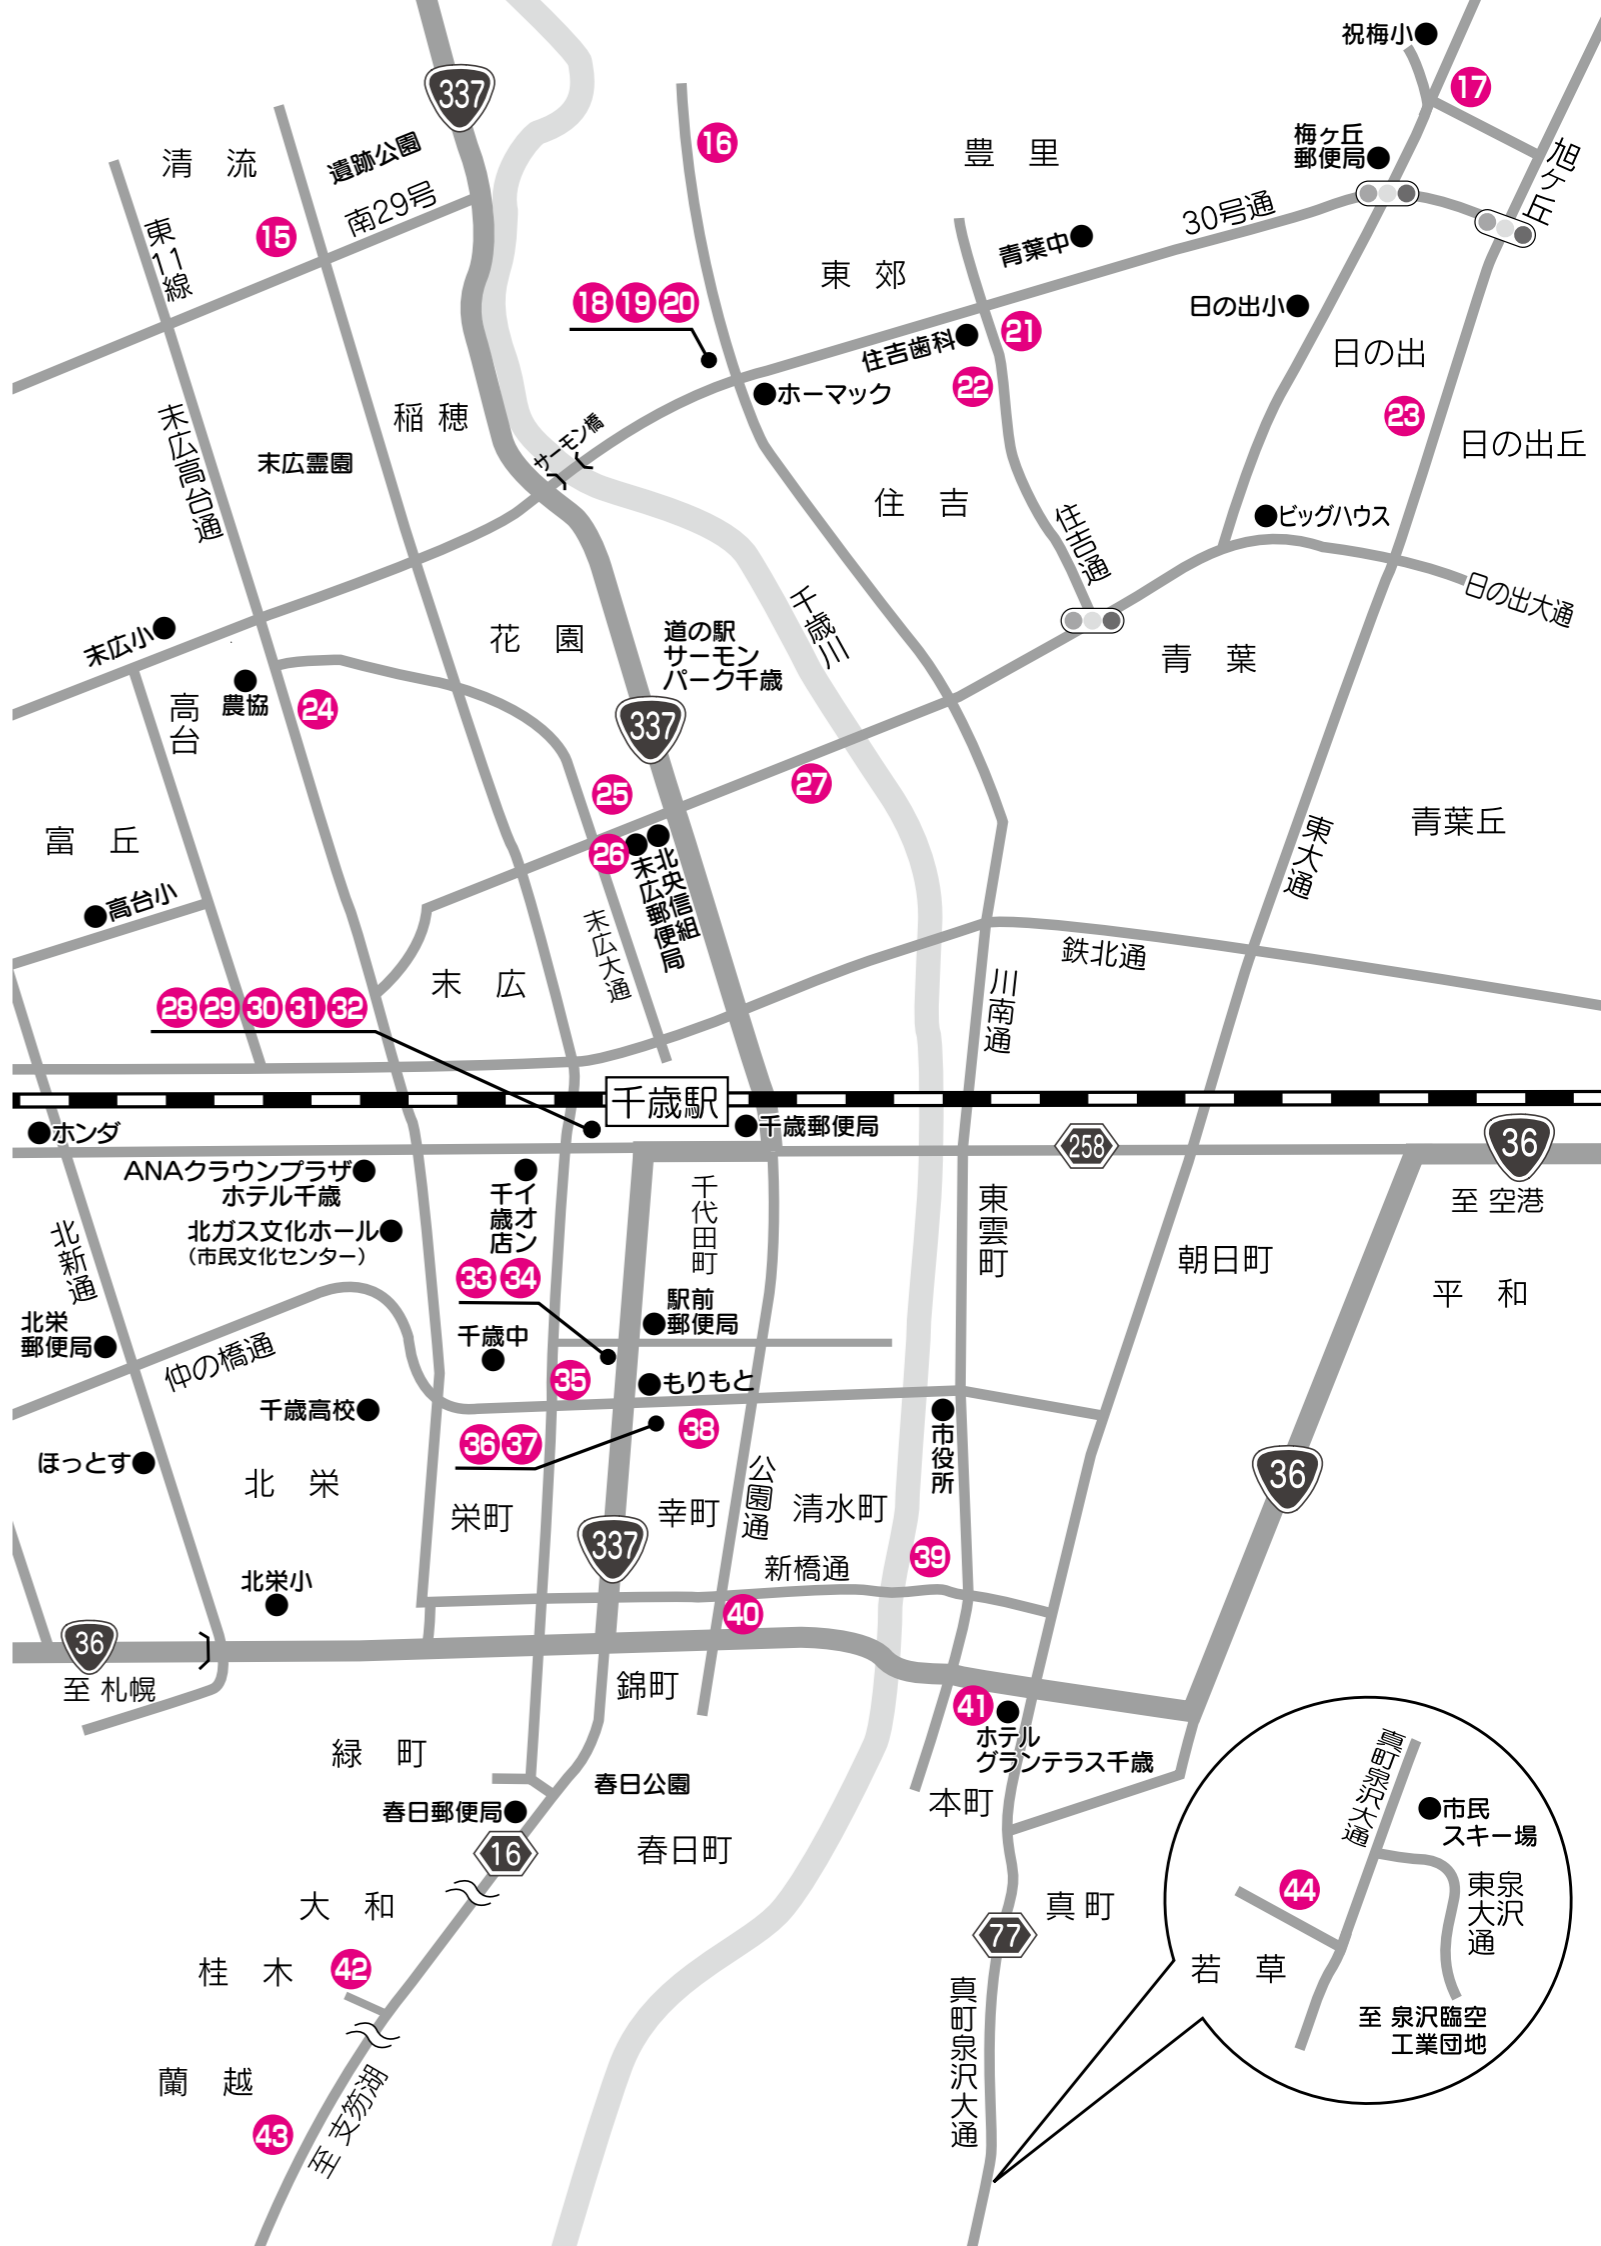 祝梅小
17
337
16
豊里
梅ヶ丘
郵便局
旭ヶ丘
清流
遺跡公園
南29号
東11線
15
30号通
青葉中
東郊
18 19 20
日の出小
住吉歯科
21
日の出
22
ホーマック
23
稲穂
日の出丘
末広高台通
末広霊園
サーモン橋
住吉
ビッグハウス
住吉通
日の出大通
千歳川
末広小
花園
道の駅
サーモン
パーク千歳
青葉
農協
24
高台
337
25
27
富丘
26
末広郵便局
北央信組
東大通
青葉丘
高台小
末広大通
鉄北通
末広
川南通
28 29 30 31 32
千歳駅
ホンダ
千歳郵便局
258
36
至 空港
ANAクラウンプラザ
ホテル千歳
イオン
千歳店
千代田町
東雲町
北ガス文化ホール
（市民文化センター）
北新通
朝日町
平和
33 34
駅前
郵便局
北栄
郵便局
千歳中
仲の橋通
35
もりもと
千歳高校
36 37
38
市役所
ほっとす
北栄
公園通
36
栄町
幸町
清水町
337
39
新橋通
北栄小
40
36
至 札幌
錦町
41
ホテル
グランテラス千歳
緑町
春日公園
本町
春日郵便局
16
春日町
真町泉沢大通
市民
スキー場
44
泉沢
東大通
大和
真町
77
桂木
42
若草
真町泉沢大通
至 泉沢臨空
工業団地
蘭越
至 支笏湖
43